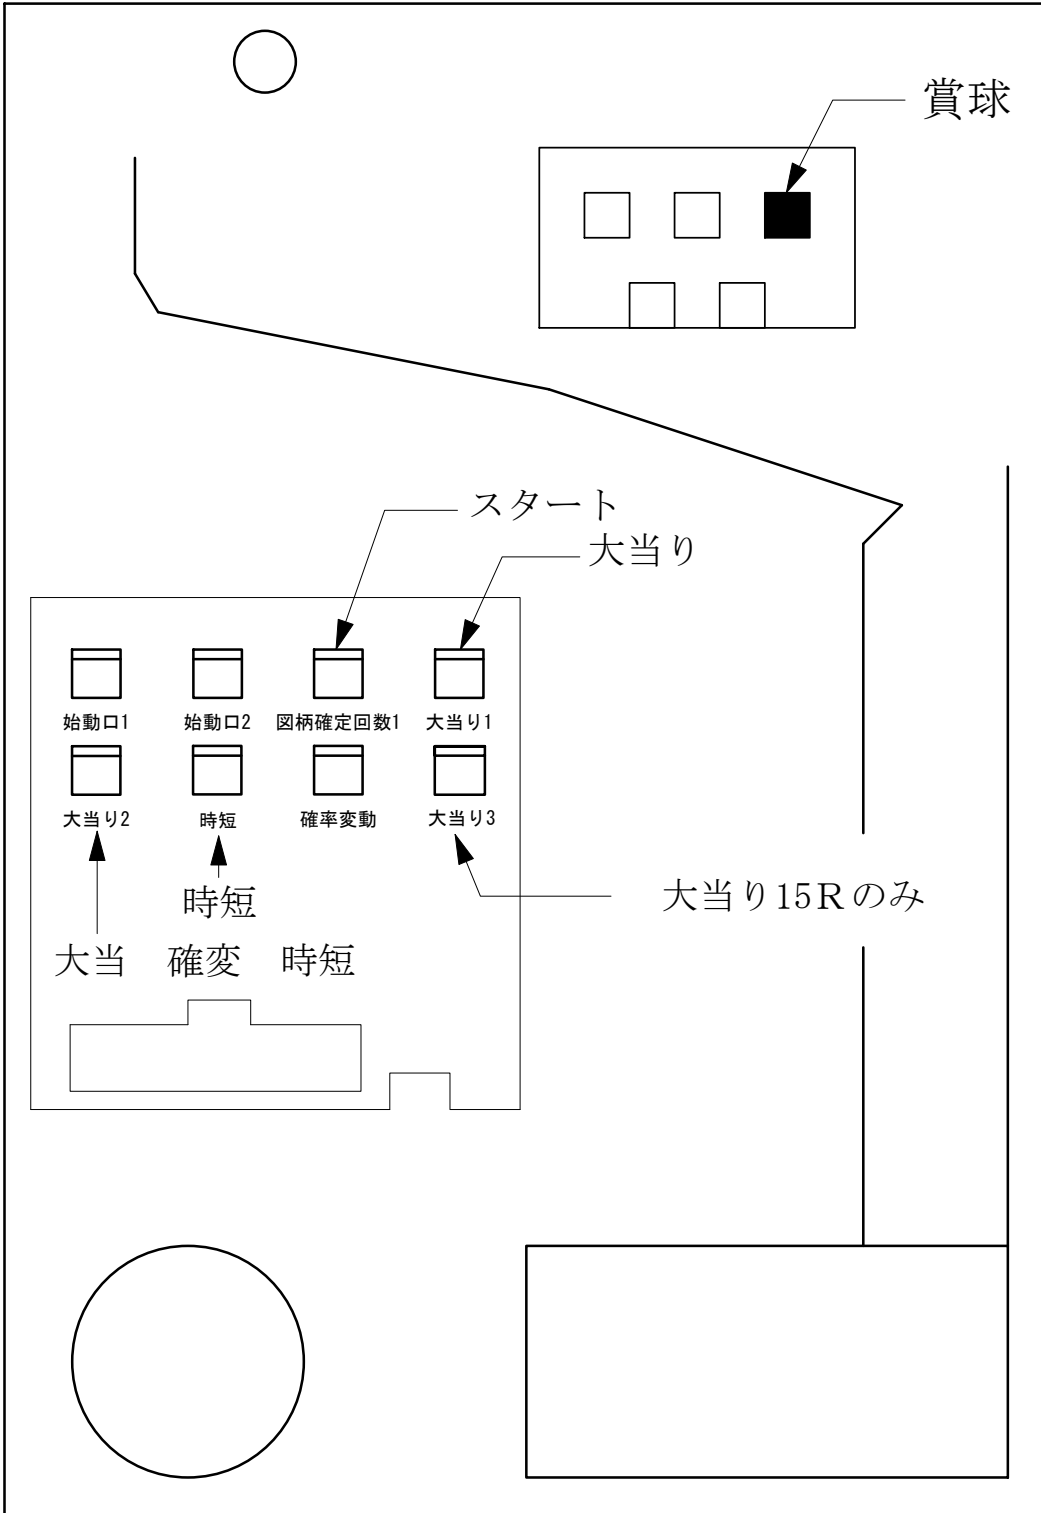 賞球
スタート
大当り
始動口1 始動口2 図柄確定回数1 大当り1
大当り2 時短 確率変動 大当り3
時短
大当り15Rのみ
大当 確変 時短